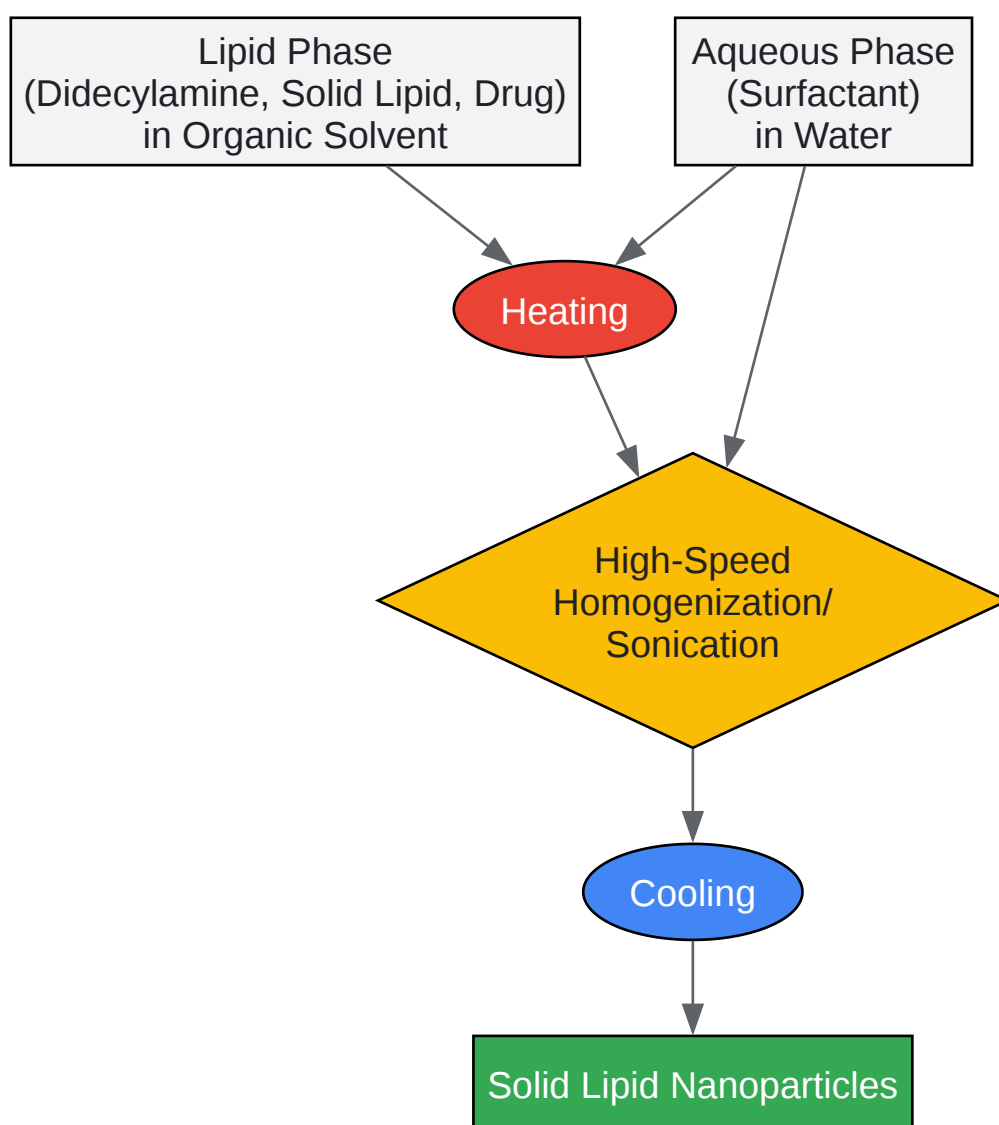 Lipid Phase
(Didecylamine, Solid Lipid, Drug)
in Organic Solvent
Aqueous Phase
(Surfactant)
in Water
Heating
High-Speed
Homogenization/
Sonication
Cooling
Solid Lipid Nanoparticles